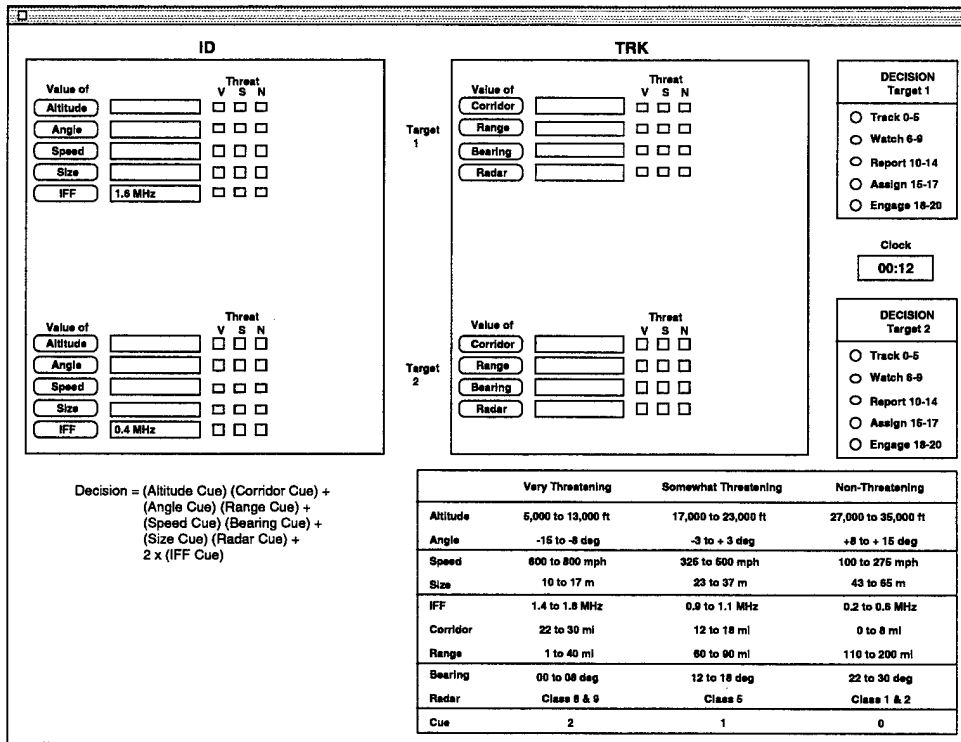 ID
TRK
Value of
Threat
V S N
Altitude
Angle
Speed
Size
IFF 1.6 MHz
Target
1
Value of
Threat
V S N
Corridor
Range
Bearing
Radar
DECISION
Target 1
Track 0-5
Watch 6-9
Report 10-14
Assign 15-17
Engage 18-20
Clock
00:12
Value of
Threat
V S N
Altitude
Angle
Speed
Size
IFF 0.4 MHz
Target
2
Value of
Threat
V S N
Corridor
Range
Bearing
Radar
DECISION
Target 2
Track 0-5
Watch 6-9
Report 10-14
Assign 15-17
Engage 18-20
Decision = (Altitude Cue) (Corridor Cue) +
(Angle Cue) (Range Cue) +
(Speed Cue) (Bearing Cue) +
(Size Cue) (Radar Cue) +
2 x (IFF Cue)
Very Threatening Somewhat Threatening Non-Threatening
Altitude 5,000 to 13,000 ft 17,000 to 23,000 ft 27,000 to 35,000 ft
Angle -15 to -8 deg -3 to + 3 deg +8 to + 15 deg
Speed 600 to 800 mph 325 to 500 mph 100 to 275 mph
Size 10 to 17 m 23 to 37 m 43 to 65 m
IFF 1.4 to 1.8 MHz 0.9 to 1.1 MHz 0.2 to 0.6 MHz
Corridor 22 to 30 mi 12 to 18 mi 0 to 8 mi
Range 1 to 40 mi 60 to 90 mi 110 to 200 mi
Bearing 00 to 08 deg 12 to 18 deg 22 to 30 deg
Radar Class 8 & 9 Class 5 Class 1 & 2
Cue 2 1 0